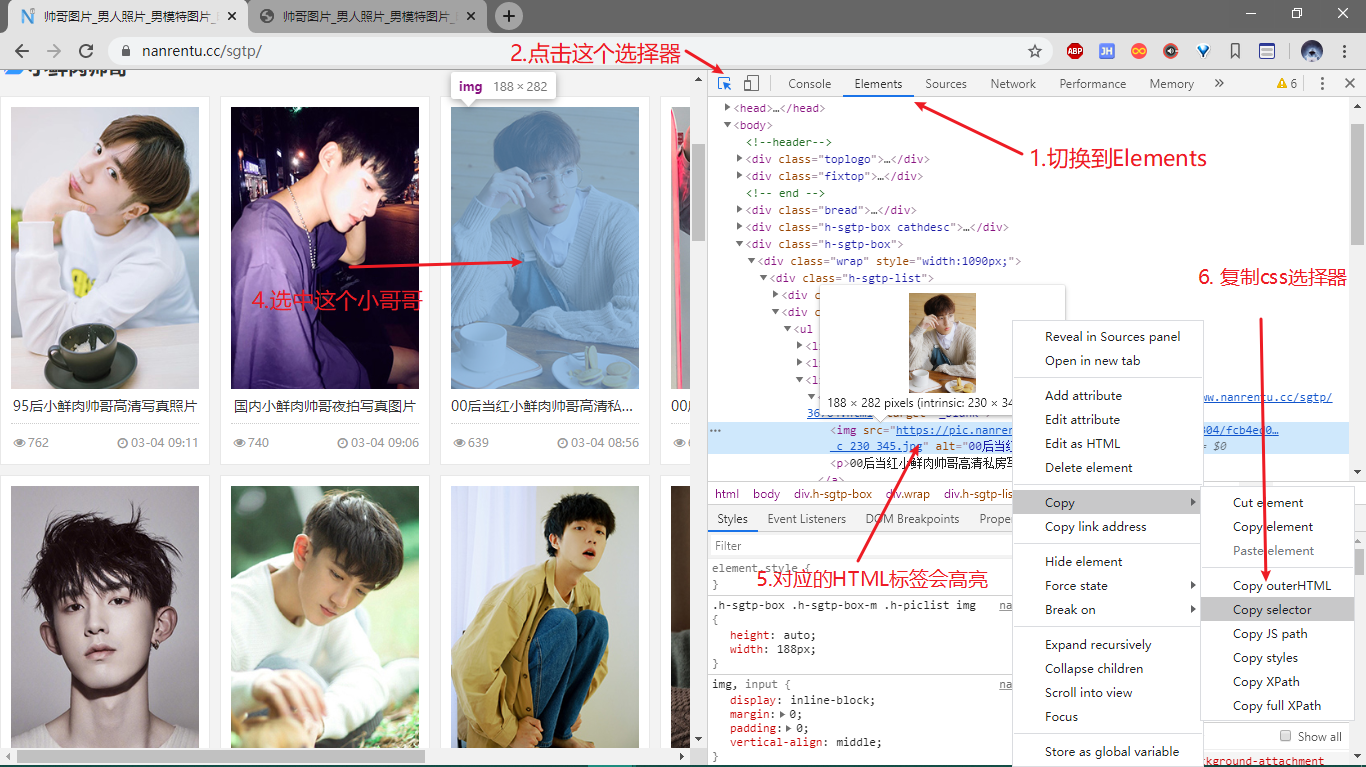 帅哥图片_男人照片_男模特图片_
帅哥图片_男人照片_男模特图片_
nanrentu.cc/sgtp/
2.点击这个选择器
小鲜肉帅哥
img 188 × 282
4.选中这个小哥哥
95后小鲜肉帅哥高清写真照片
国内小鲜肉帅哥夜拍写真图片
00后当红小鲜肉帅哥高清私...
00后
762 03-04 09:11
740 03-04 09:06
639 03-04 08:56
Console Elements Sources Network Performance Memory » 6
1.切换到Elements
<head>…</head>
<body>
<!--header-->
<div class="toplogo">…</div>
<div class="fixtop">…</div>
<!-- end -->
<div class="bread">…</div>
<div class="h-sgtp-box cathdesc">…</div>
<div class="h-sgtp-box">
<div class="wrap" style="width:1090px;">
<div class="h-sgtp-list">
<div c
<div c
<ul
<l
<l
<l
188 × 282 pixels (intrinsic: 230 × 34
ww.nanrentu.cc/sgtp/
<img src="https://pic.nanren
804/fcb4ed0…
_c_230_345.jpg" alt="00后当红
== $0
<p>00后当红小鲜肉帅哥高清私房写
</a>
6. 复制css选择器
html body div.h-sgtp-box div.wrap div.h-sgtp-lis
Styles Event Listeners DOM Breakpoints Proper
Filter
5.对应的HTML标签会高亮
element.style {
}
.h-sgtp-box .h-sgtp-box-m .h-piclist img
na
{
height: auto;
width: 188px;
}
img, input {
na
display: inline-block;
margin: 0;
padding: 0;
vertical-align: middle;
}
Reveal in Sources panel
Open in new tab
Add attribute
Edit attribute
Edit as HTML
Delete element
Copy
Copy link address
Hide element
Force state
Break on
Expand recursively
Collapse children
Scroll into view
Focus
Store as global variable
Cut element
Copy element
Paste element
Copy outerHTML
Copy selector
Copy JS path
Copy styles
Copy XPath
Copy full XPath
Show all
ckground-attachment